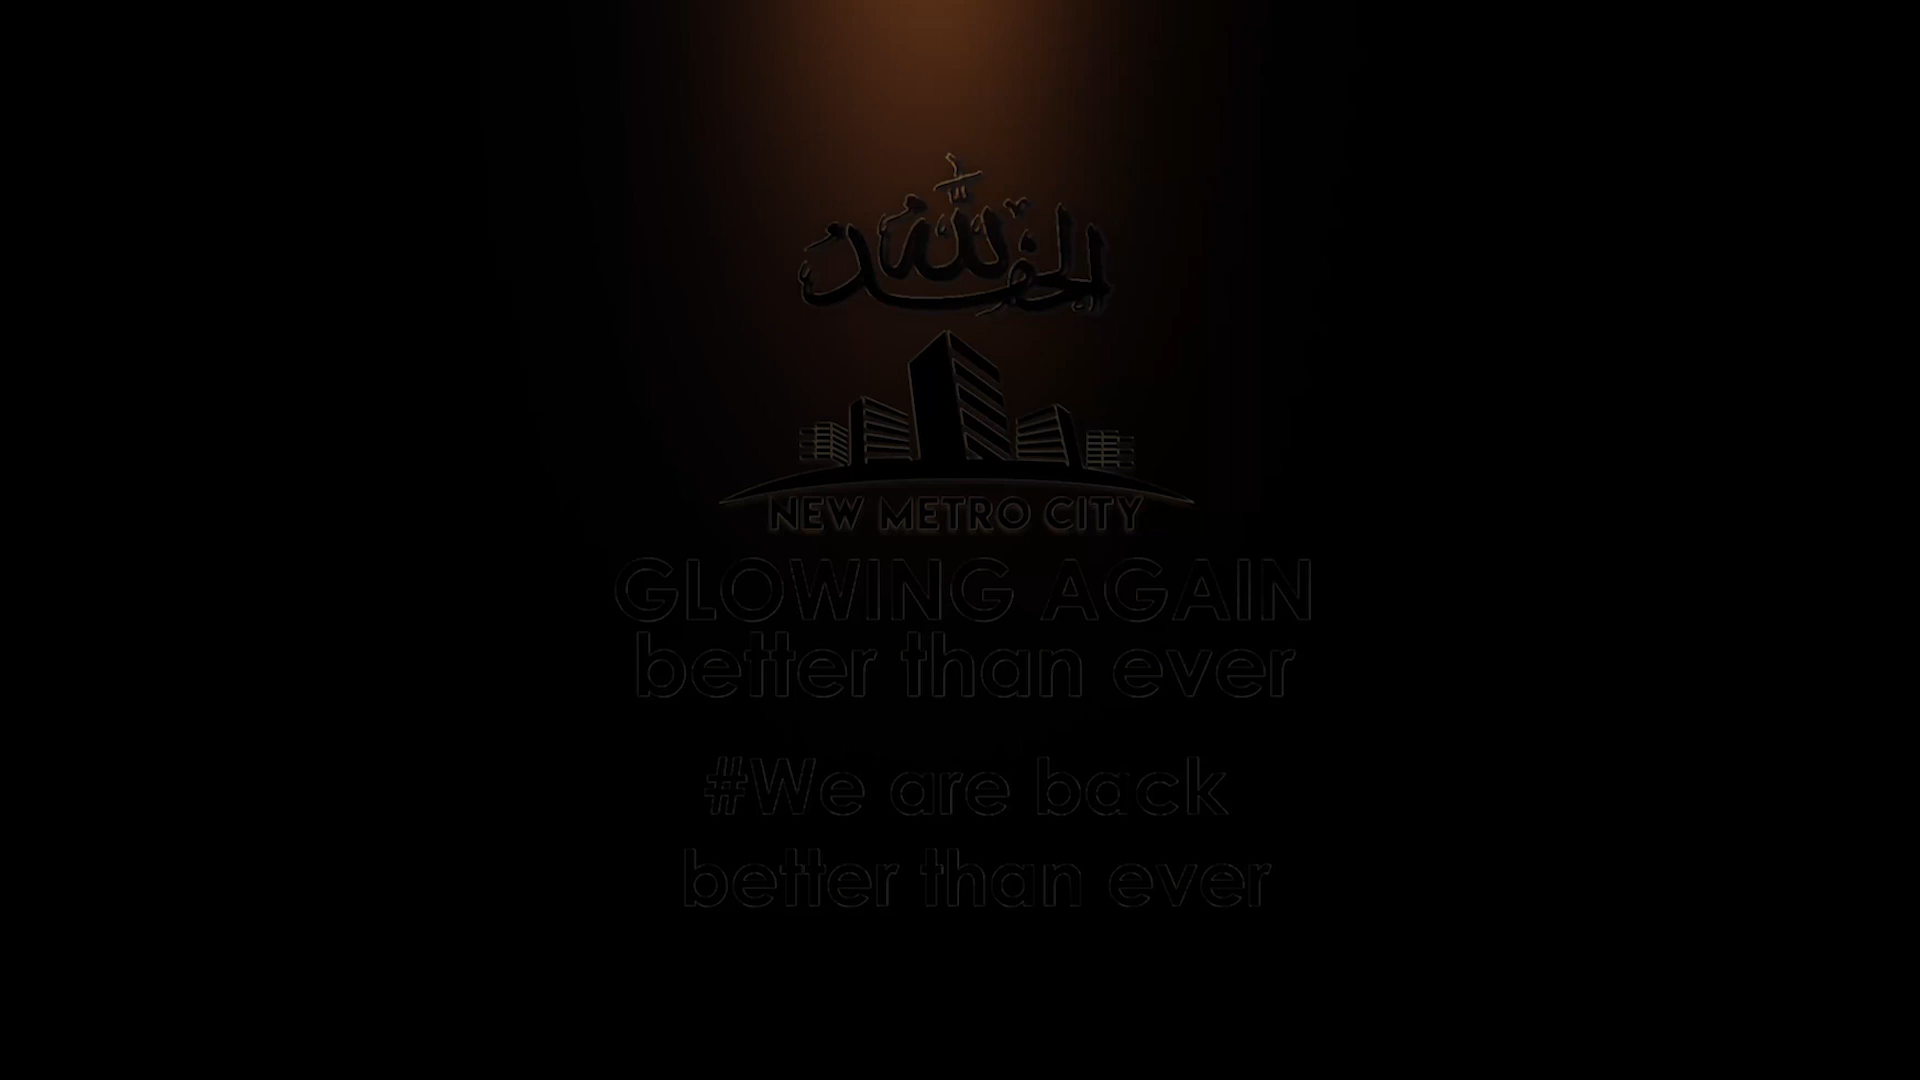 الحمد لله
NEW METRO CITY
GLOWING AGAIN
better than ever
#We are back
better than ever